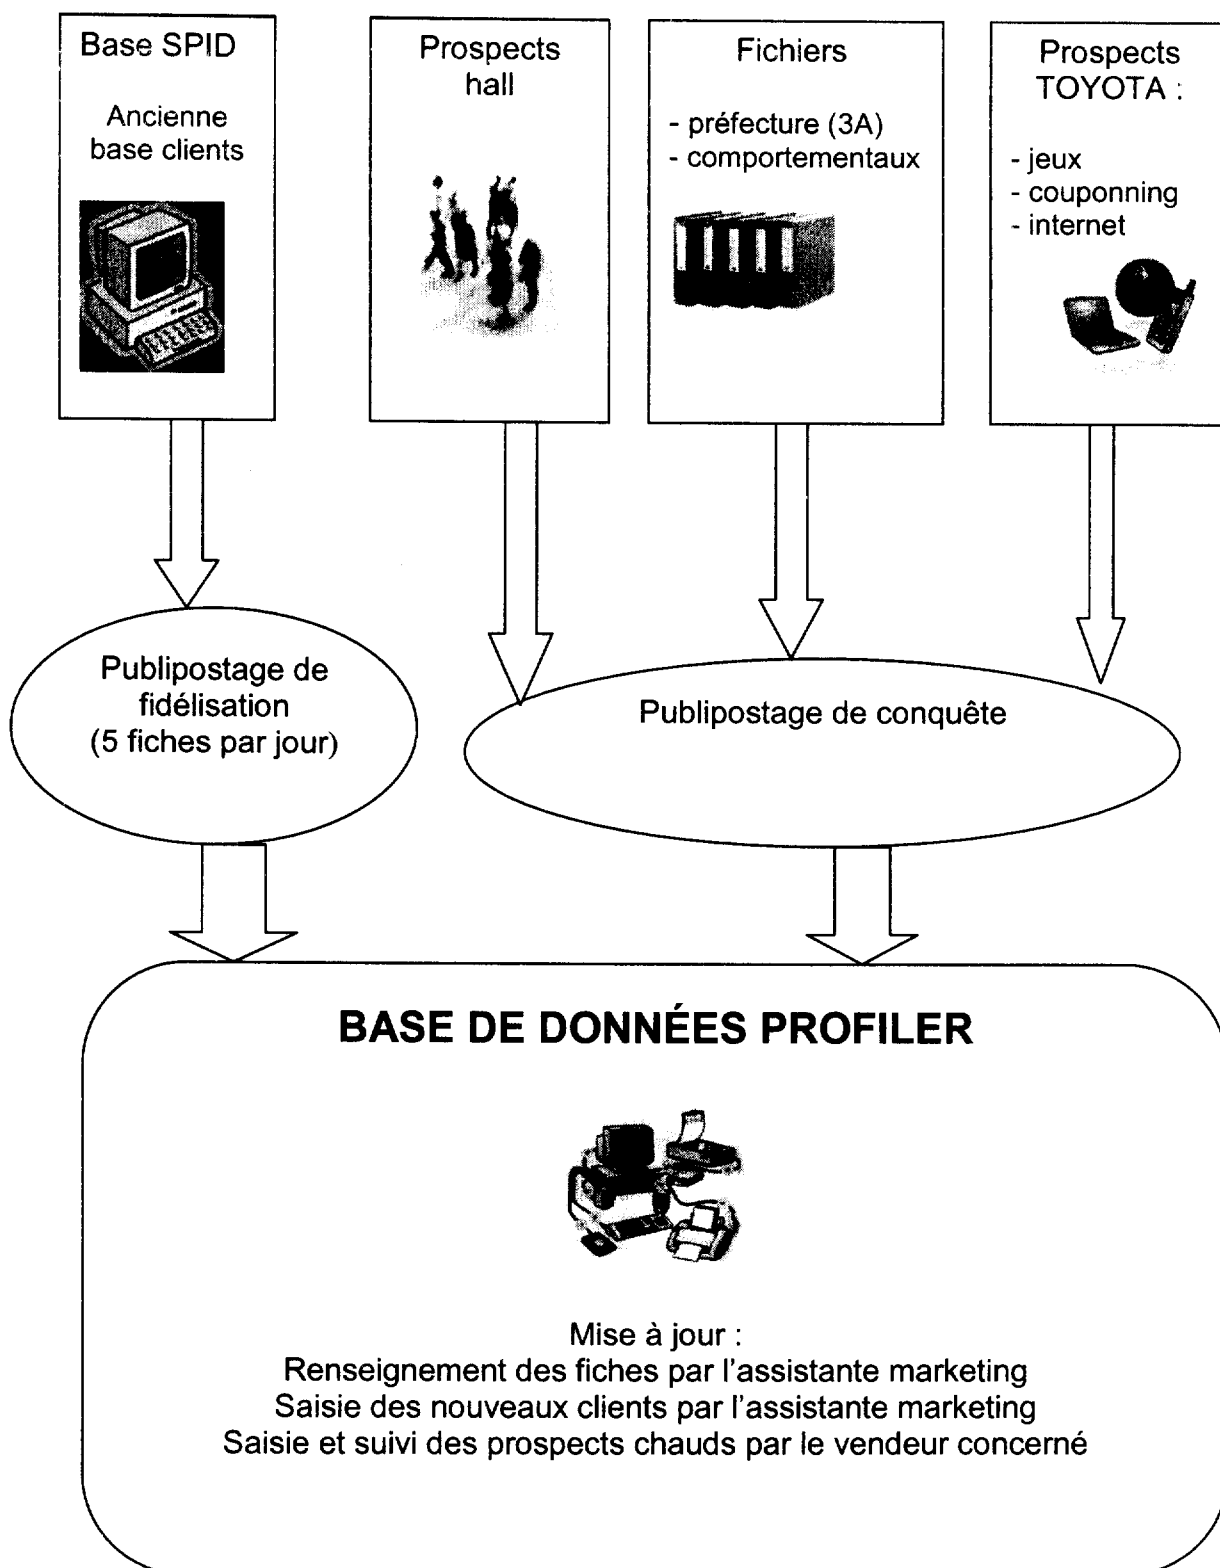 Base SPID
Ancienne
base clients
Prospects
hall
Fichiers
- préfecture (3A)
- comportementaux
Prospects
TOYOTA :
- jeux
- couponning
- internet
Publipostage de
fidélisation
(5 fiches par jour)
Publipostage de conquête
BASE DE DONNÉES PROFILER
Mise à jour :
Renseignement des fiches par l'assistante marketing
Saisie des nouveaux clients par l'assistante marketing
Saisie et suivi des prospects chauds par le vendeur concerné